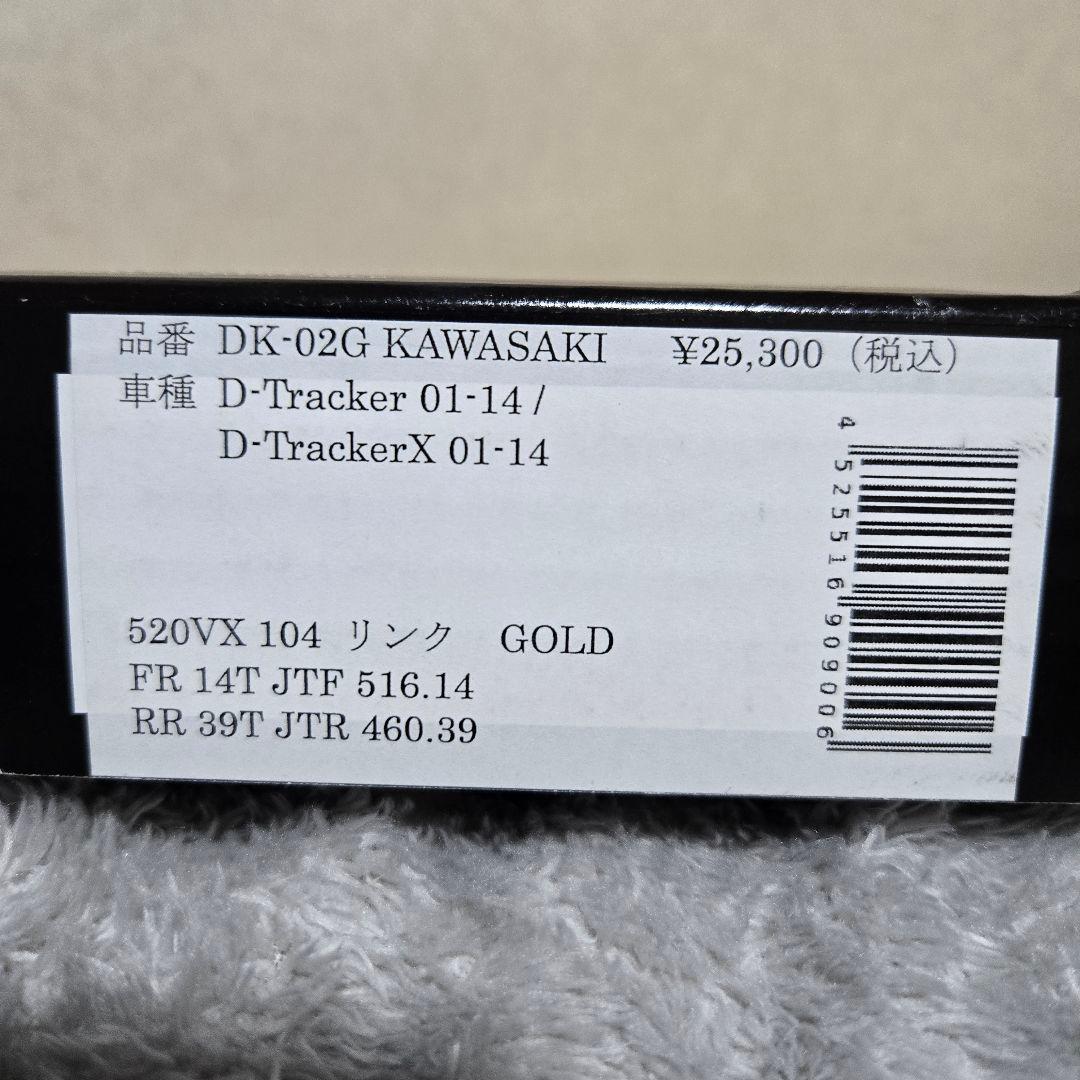 品番 DK-02G KAWASAKI ¥25,300（税込）
車種 D-Tracker 01-14 /
D-TrackerX 01-14
520VX 104 リンク GOLD
FR 14T JTF 516.14
RR 39T JTR 460.39
4 525516 909006